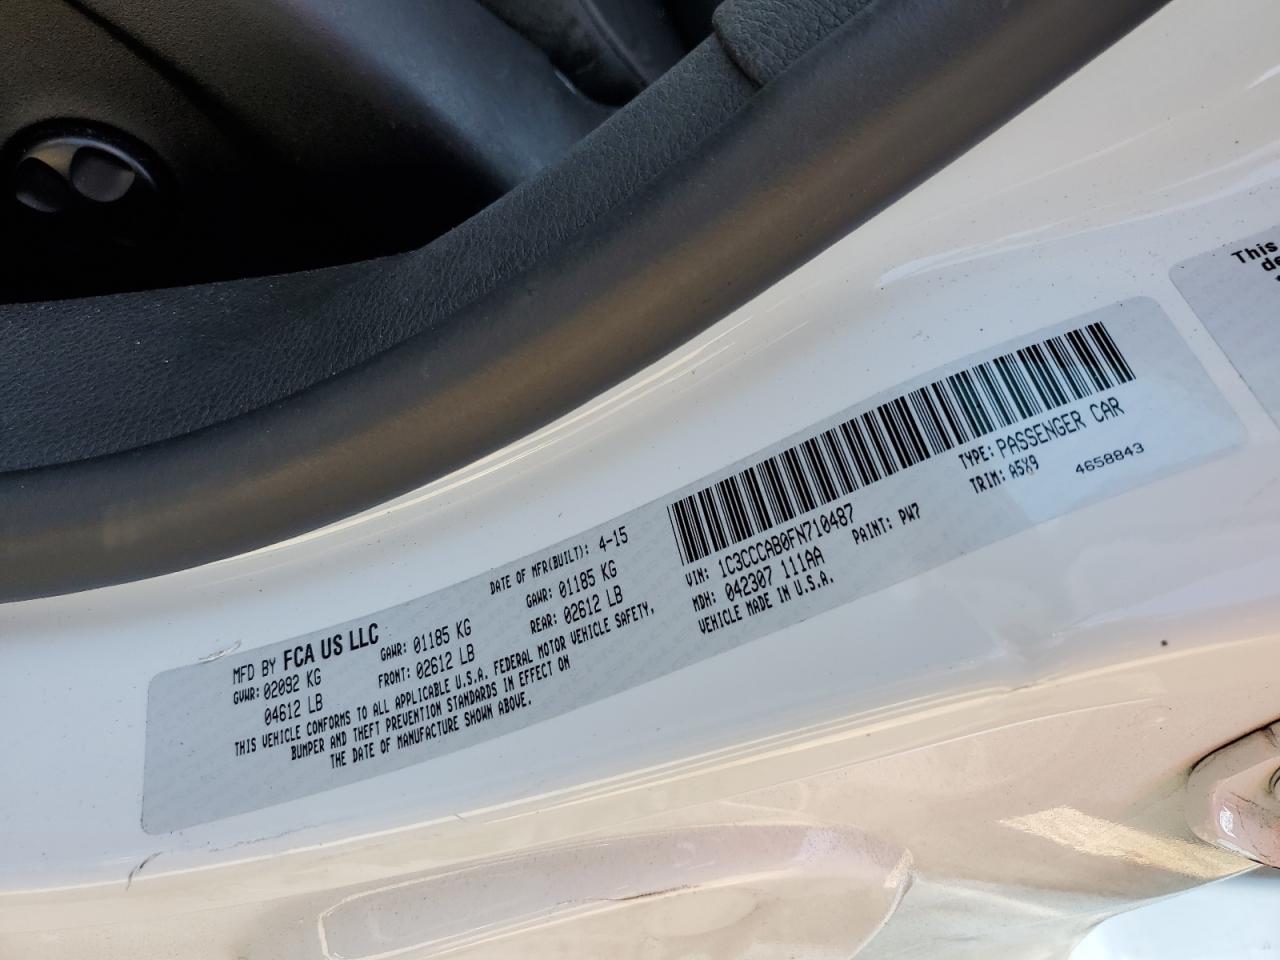 MFD BY FCA US LLC
DATE OF MFR(BUILT): 4-15
GVWR: 02092 KG
04612 LB
GAWR: 01185 KG
FRONT: 02612 LB
GAWR: 01185 KG
REAR: 02612 LB
THIS VEHICLE CONFORMS TO ALL APPLICABLE U.S.A. FEDERAL MOTOR VEHICLE SAFETY,
BUMPER AND THEFT PREVENTION STANDARDS IN EFFECT ON
THE DATE OF MANUFACTURE SHOWN ABOVE.
VIN: 1C3CCCAB0FN710487
TYPE: PASSENGER CAR
MDH: 042307 111AA
PAINT: PW7
TRIM: A5X9
VEHICLE MADE IN U.S.A.
4658843
This